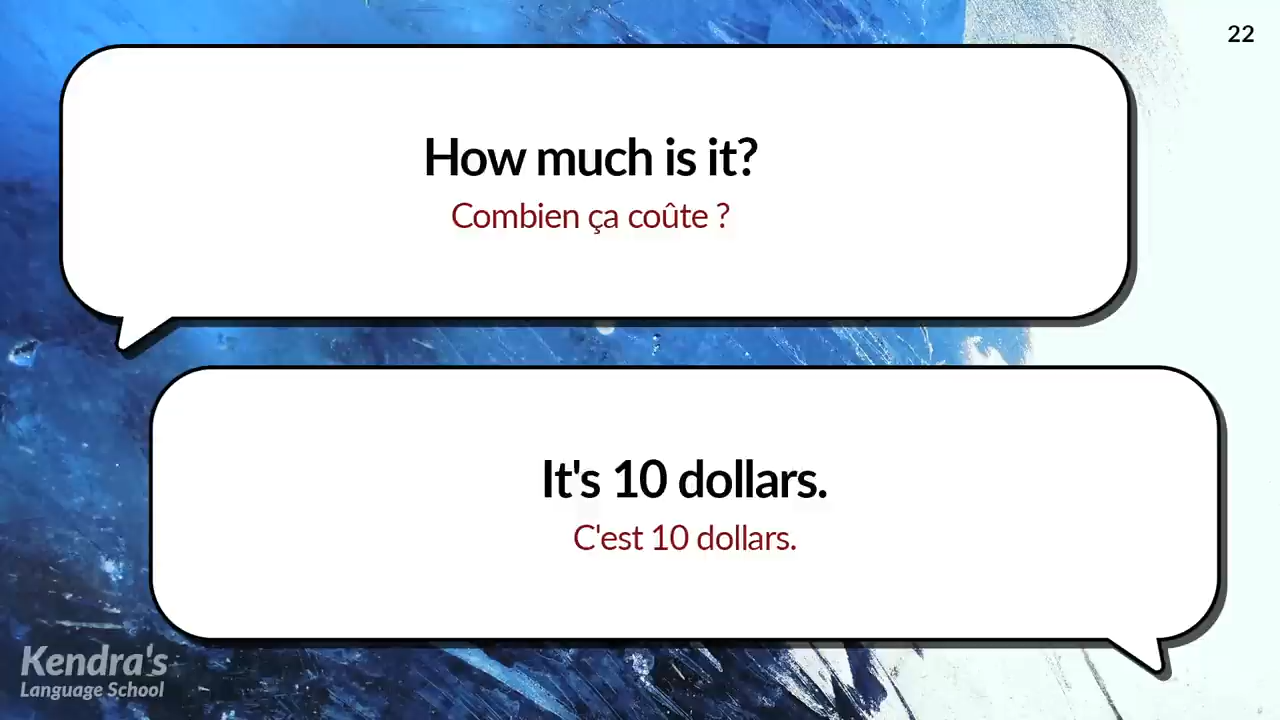 22
How much is it?
Combien ça coûte ?
It's 10 dollars.
C'est 10 dollars.
Kendra's
Language School